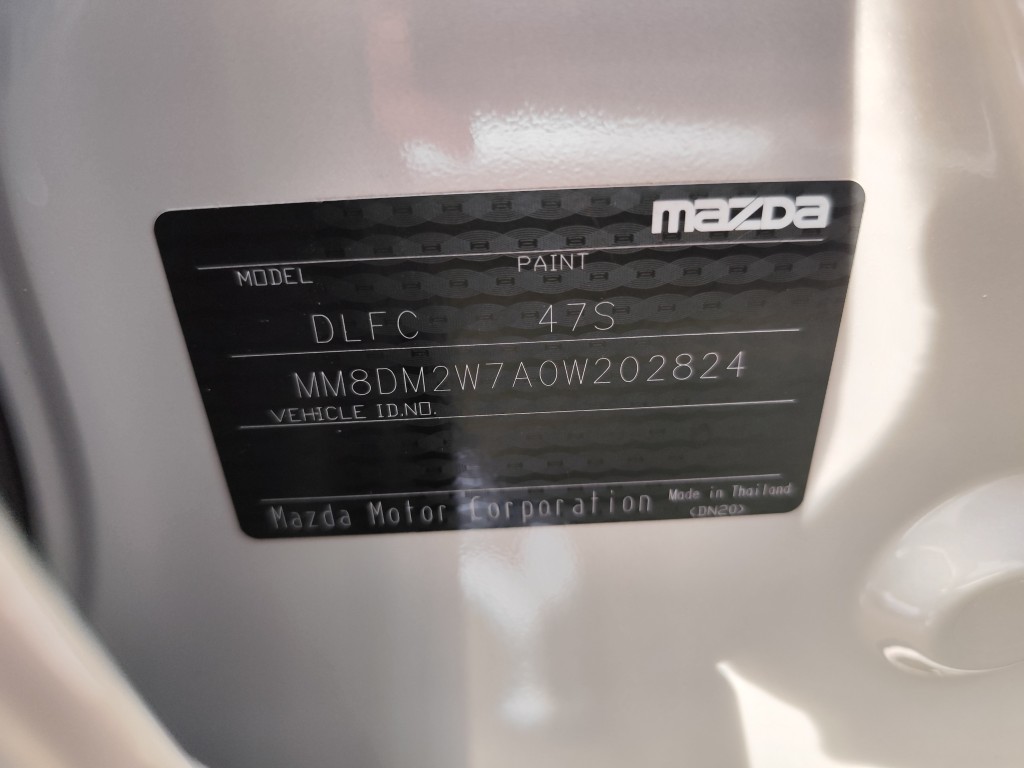 mazda
MODEL PAINT
DLFC 47S
MM8DM2W7A0W202824
VEHICLE ID.NO.
Mazda Motor Corporation Made in Thailand
<DN20>